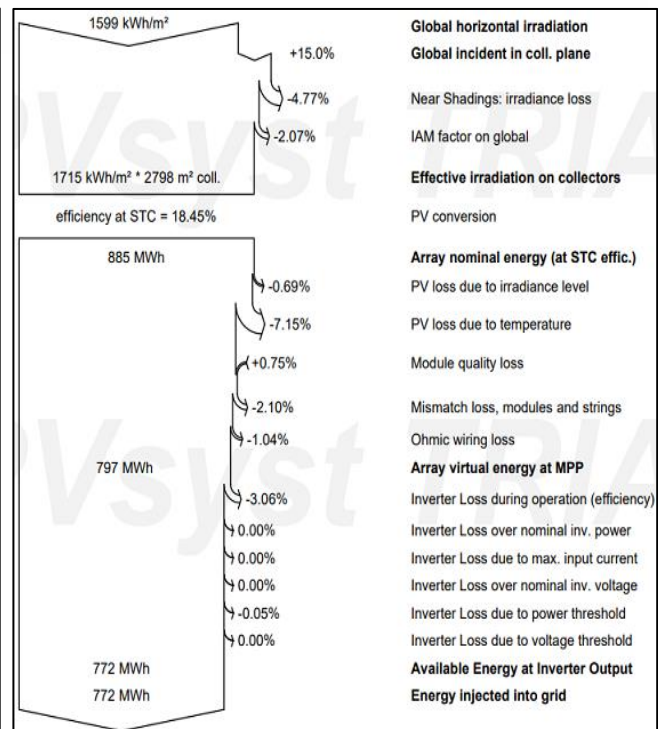 1599 kWh/m² Global horizontal irradiation
+15.0% Global incident in coll. plane
-4.77% Near Shadings: irradiance loss
-2.07% IAM factor on global
1715 kWh/m² * 2798 m² coll. Effective irradiation on collectors
efficiency at STC = 18.45% PV conversion
885 MWh Array nominal energy (at STC effic.)
-0.69% PV loss due to irradiance level
-7.15% PV loss due to temperature
+0.75% Module quality loss
-2.10% Mismatch loss, modules and strings
-1.04% Ohmic wiring loss
797 MWh Array virtual energy at MPP
-3.06% Inverter Loss during operation (efficiency)
0.00% Inverter Loss over nominal inv. power
0.00% Inverter Loss due to max. input current
0.00% Inverter Loss over nominal inv. voltage
-0.05% Inverter Loss due to power threshold
0.00% Inverter Loss due to voltage threshold
772 MWh Available Energy at Inverter Output
772 MWh Energy injected into grid
PVsyst TRIA
PVsyst TRIA